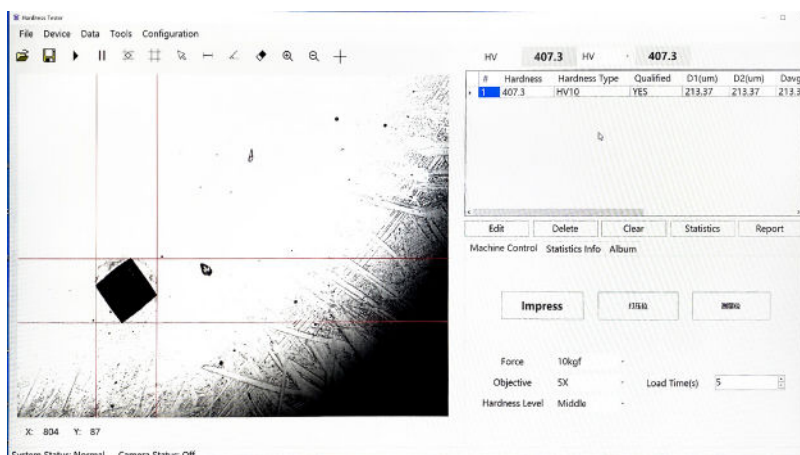 Hardness Tester
File Device Data Tools Configuration
HV 407.3 HV 407.3
# Hardness Hardness Type Qualified D1(um) D2(um) Davg
1 407.3 HV10 YES 213.37 213.37 213.3
Edit Delete Clear Statistics Report
Machine Control Statistics Info Album
Impress
Force 10kgf
Objective 5X Load Time(s) 5
Hardness Level Middle
X: 804 Y: 87
System Status: Normal Camera Status: Off